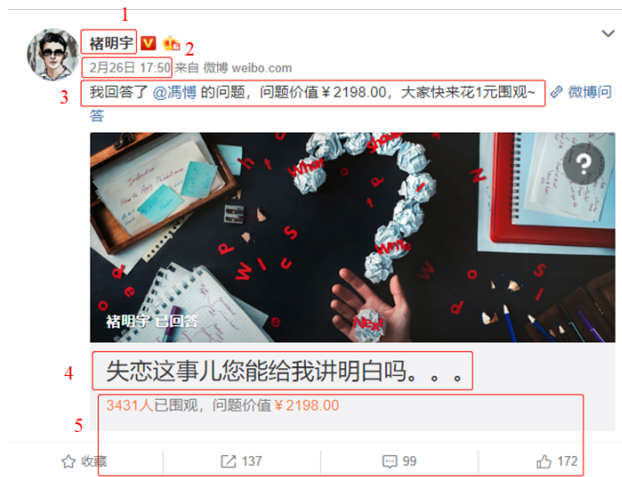 1
褚明宇
2
2月26日 17:50 来自 微博 weibo.com
3
我回答了 @馮博 的问题，问题价值￥2198.00，大家快来花1元围观~ 微博问
答
What
Next
褚明宇 已回答
4
失恋这事儿您能给我讲明白吗。。。
5
3431人已围观，问题价值￥2198.00
收藏 137 99 172